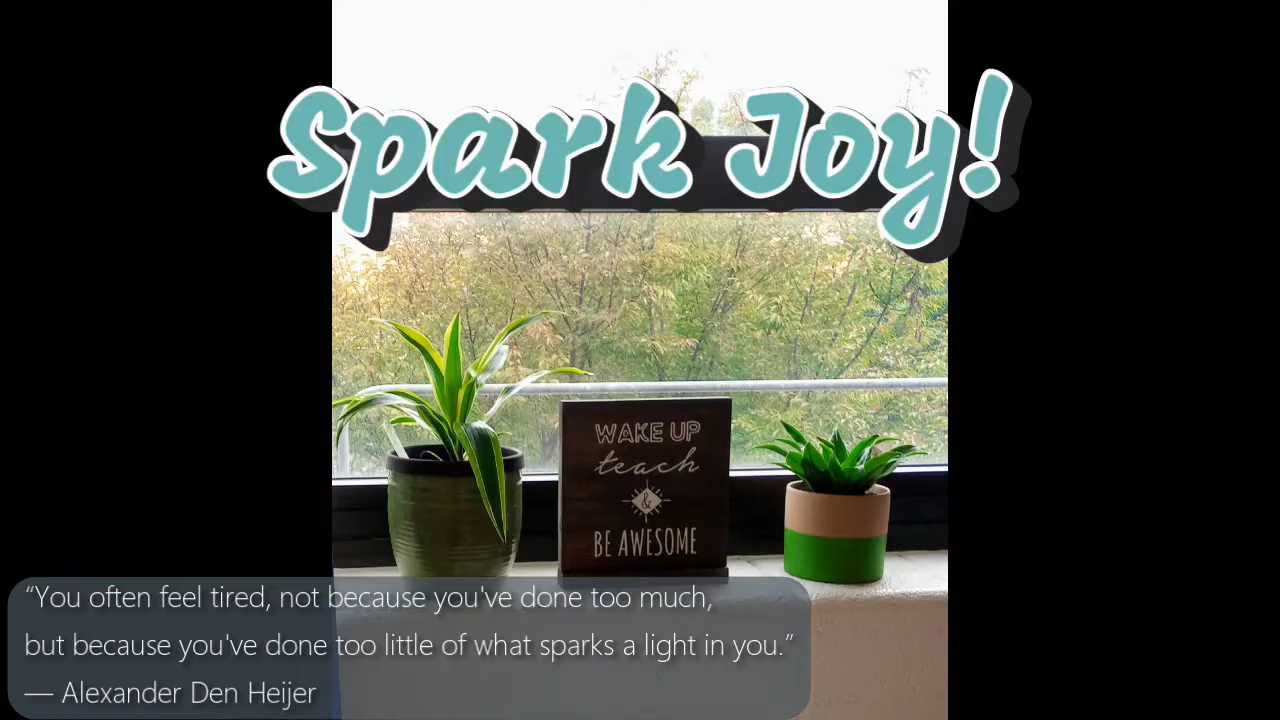 Spark Joy!
WAKE UP
teach
&
BE AWESOME
“You often feel tired, not because you've done too much,
but because you've done too little of what sparks a light in you.”
— Alexander Den Heijer